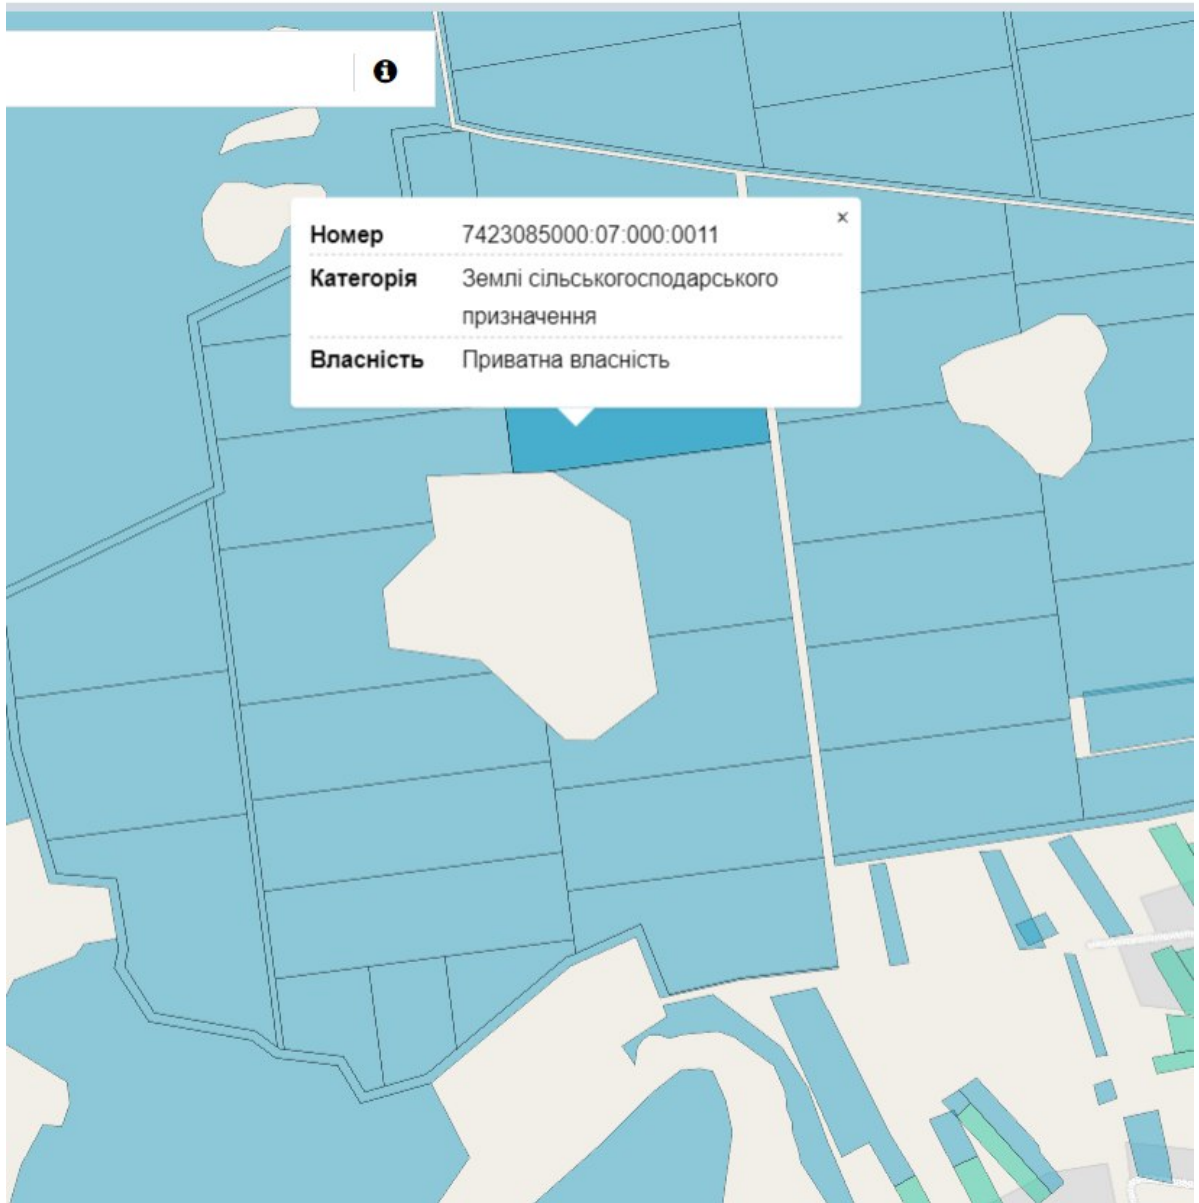 Номер 7423085000:07:000:0011
Категорія Землі сільськогосподарського
призначення
Власність Приватна власність